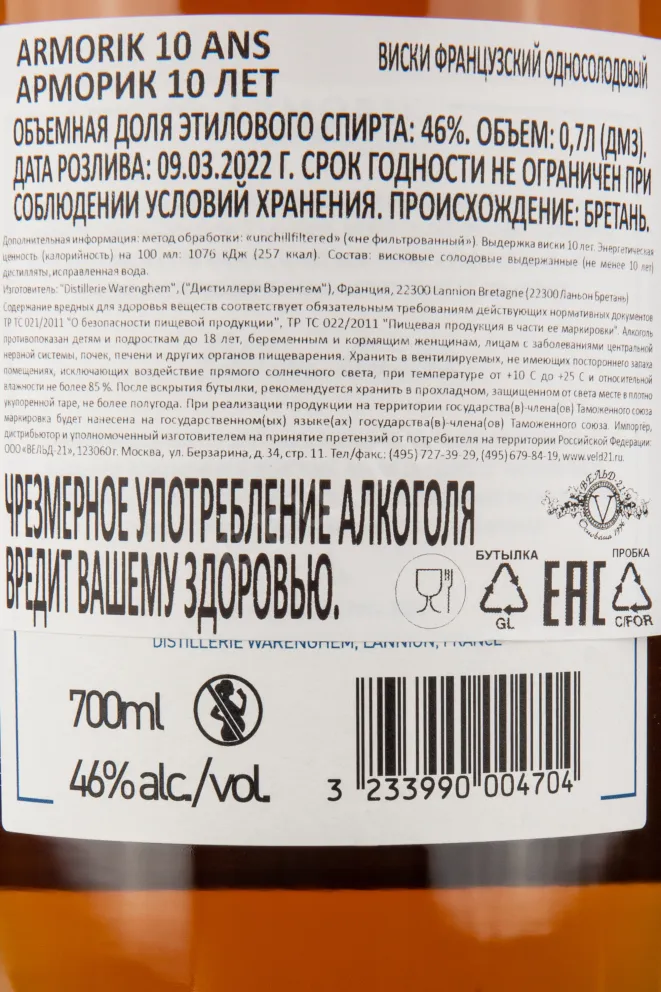 ARMORIK 10 ANS
АРМОРИК 10 ЛЕТ
ВИСКИ ФРАНЦУЗСКИЙ ОДНОСОЛОДОВЫЙ
ОБЪЕМНАЯ ДОЛЯ ЭТИЛОВОГО СПИРТА: 46%. ОБЪЕМ: 0,7Л (ДМ3).
ДАТА РОЗЛИВА: 09.03.2022 Г. СРОК ГОДНОСТИ НЕ ОГРАНИЧЕН ПРИ
СОБЛЮДЕНИИ УСЛОВИЙ ХРАНЕНИЯ. ПРОИСХОЖДЕНИЕ: БРЕТАНЬ.
Дополнительная информация: метод обработки: «unchillfiltered» («не фильтрованный»). Выдержка виски 10 лет. Энергетическая
ценность (калорийность) на 100 мл: 1076 кДж (257 ккал). Состав: висковые солодовые выдержанные (не менее 10 лет)
дистилляты, исправленная вода.
Изготовитель: "Distillerie Warenghem", ("Дистиллери Вэренгем"), Франция, 22300 Lannion Bretagne (22300 Ланьон Бретань)
Содержание вредных для здоровья веществ соответствует обязательным требованиям действующих нормативных документов
ТР ТС 021/2011 "О безопасности пищевой продукции", ТР ТС 022/2011 "Пищевая продукция в части ее маркировки". Алкоголь
противопоказан детям и подросткам до 18 лет, беременным и кормящим женщинам, лицам с заболеваниями центральной
нервной системы, почек, печени и других органов пищеварения. Хранить в вентилируемых, не имеющих постороннего запаха
помещениях, исключающих воздействие прямого солнечного света, при температуре от +10 С до +25 С и относительной
влажности не более 85 %. После вскрытия бутылки, рекомендуется хранить в прохладном, защищенном от света месте в плотно
укупоренной таре, не более полугода. При реализации продукции на территории государства(в)-члена(ов) Таможенного союза
маркировка будет нанесена на государственном(ых) языке(ах) государства(в)-члена(ов) Таможенного союза. Импортёр,
дистрибьютор и уполномоченный изготовителем на принятие претензий от потребителя на территории Российской Федерации:
ООО «ВЕЛЬД-21», 123060 г. Москва, ул. Берзарина, д. 34, стр. 11. Тел/факс: (495) 727-39-29, (495) 679-84-19, www.veld21.ru.
ЧРЕЗМЕРНОЕ УПОТРЕБЛЕНИЕ АЛКОГОЛЯ
ВРЕДИТ ВАШЕМУ ЗДОРОВЬЮ.
ВЕЛЬД-21
V
Основана 1996
БУТЫЛКА
GL
EAC
ПРОБКА
C/FOR
DISTILLERIE WARENGHEM, LANNION, FRANCE
700ml
46% alc./vol.
3 233990 004704